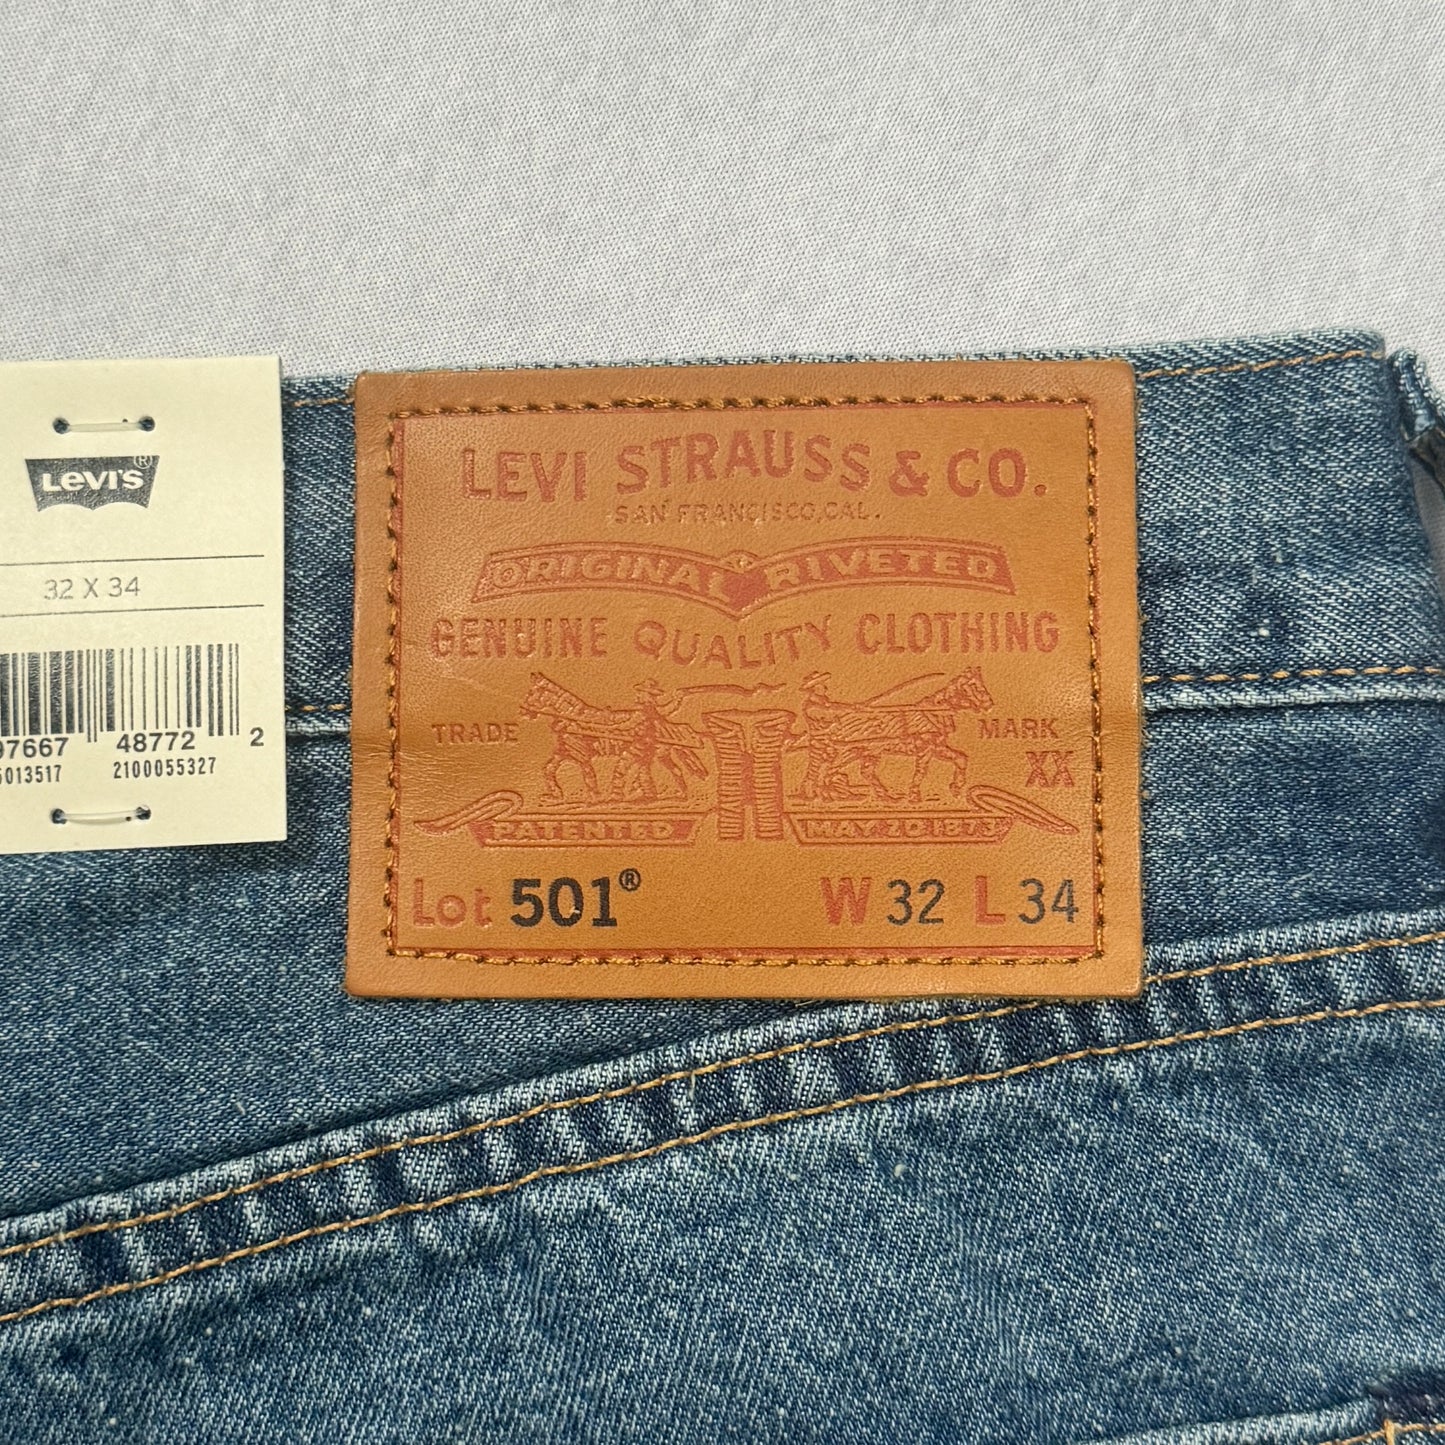 LEVI'S®
32 X 34
97667 48772 2
5013517 2100055327
LEVI STRAUSS & CO.
SAN FRANCISCO, CAL.
ORIGINAL RIVETED
GENUINE QUALITY CLOTHING
TRADE MARK
XX
PATENTED MAY 20 1873
Lot 501® W 32 L 34